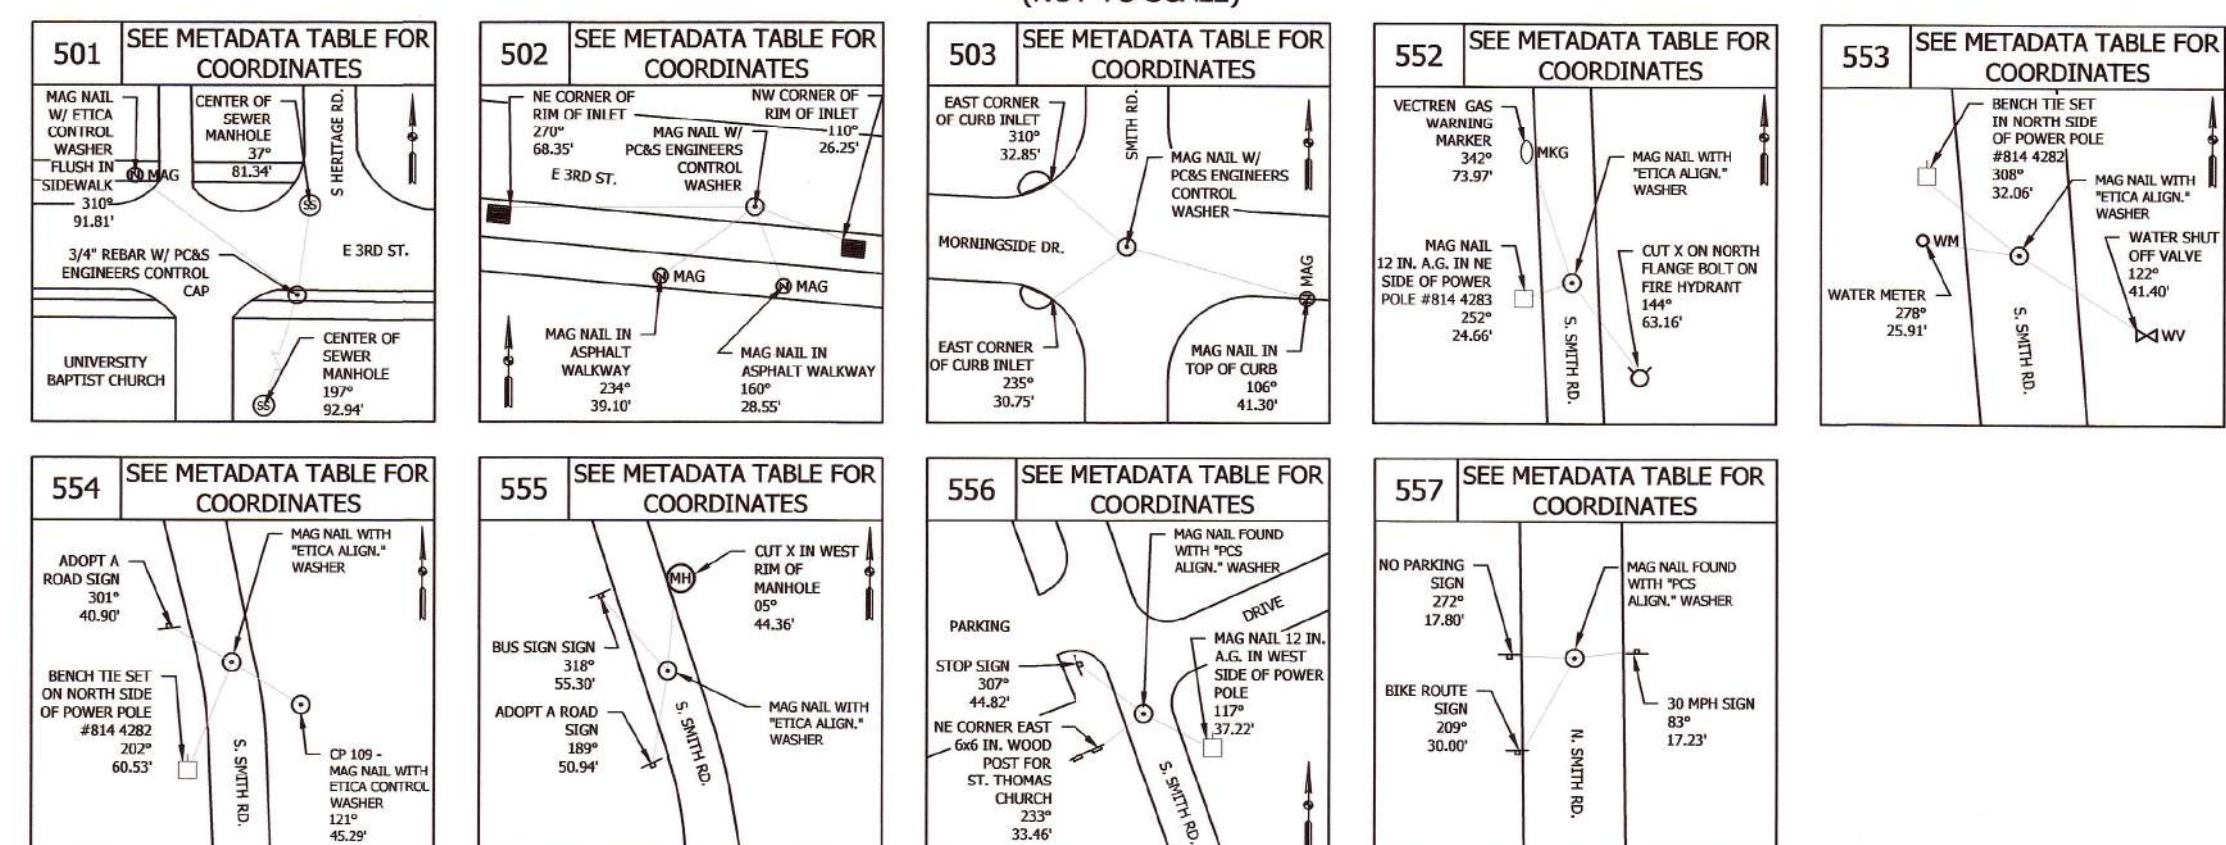 (NOT TO SCALE)
501
SEE METADATA TABLE FOR
COORDINATES
MAG NAIL
W/ ETICA
CONTROL
WASHER
FLUSH IN
SIDEWALK
310°
91.81'
MAG
CENTER OF
SEWER
MANHOLE
37°
81.34'
S HERITAGE RD.
SS
E 3RD ST.
3/4" REBAR W/ PC&S
ENGINEERS CONTROL
CAP
UNIVERSITY
BAPTIST CHURCH
CENTER OF
SEWER
MANHOLE
197°
92.94'
SS
502
SEE METADATA TABLE FOR
COORDINATES
NE CORNER OF
RIM OF INLET
270°
68.35'
NW CORNER OF
RIM OF INLET
110°
26.25'
MAG NAIL W/
PC&S ENGINEERS
CONTROL
WASHER
E 3RD ST.
MAG
MAG
MAG NAIL IN
ASPHALT
WALKWAY
234°
39.10'
MAG NAIL IN
ASPHALT WALKWAY
160°
28.55'
503
SEE METADATA TABLE FOR
COORDINATES
EAST CORNER
OF CURB INLET
310°
32.85'
SMITH RD.
MAG NAIL W/
PC&S ENGINEERS
CONTROL
WASHER
MORNINGSIDE DR.
MAG
EAST CORNER
OF CURB INLET
235°
30.75'
MAG NAIL IN
TOP OF CURB
106°
41.30'
552
SEE METADATA TABLE FOR
COORDINATES
VECTREN GAS
WARNING
MARKER
342°
73.97'
MKG
MAG NAIL WITH
"ETICA ALIGN."
WASHER
MAG NAIL
12 IN. A.G. IN NE
SIDE OF POWER
POLE #814 4283
252°
24.66'
CUT X ON NORTH
FLANGE BOLT ON
FIRE HYDRANT
144°
63.16'
S. SMITH RD.
553
SEE METADATA TABLE FOR
COORDINATES
BENCH TIE SET
IN NORTH SIDE
OF POWER POLE
#814 4282
308°
32.06'
MAG NAIL WITH
"ETICA ALIGN."
WASHER
WM
WATER SHUT
OFF VALVE
122°
41.40'
WATER METER
278°
25.91'
WV
S. SMITH RD.
554
SEE METADATA TABLE FOR
COORDINATES
MAG NAIL WITH
"ETICA ALIGN."
WASHER
ADOPT A
ROAD SIGN
301°
40.90'
BENCH TIE SET
ON NORTH SIDE
OF POWER POLE
#814 4282
202°
60.53'
S. SMITH RD.
CP 109 -
MAG NAIL WITH
ETICA CONTROL
WASHER
121°
45.29'
555
SEE METADATA TABLE FOR
COORDINATES
MH
CUT X IN WEST
RIM OF
MANHOLE
05°
44.36'
BUS SIGN SIGN
318°
55.30'
ADOPT A ROAD
SIGN
189°
50.94'
MAG NAIL WITH
"ETICA ALIGN."
WASHER
S. SMITH RD.
556
SEE METADATA TABLE FOR
COORDINATES
MAG NAIL FOUND
WITH "PCS
ALIGN." WASHER
DRIVE
PARKING
STOP SIGN
307°
44.82'
MAG NAIL 12 IN.
A.G. IN WEST
SIDE OF POWER
POLE
117°
37.22'
NE CORNER EAST
6x6 IN. WOOD
POST FOR
ST. THOMAS
CHURCH
233°
33.46'
S. SMITH RD.
557
SEE METADATA TABLE FOR
COORDINATES
NO PARKING
SIGN
272°
17.80'
MAG NAIL FOUND
WITH "PCS
ALIGN." WASHER
BIKE ROUTE
SIGN
209°
30.00'
30 MPH SIGN
83°
17.23'
N. SMITH RD.